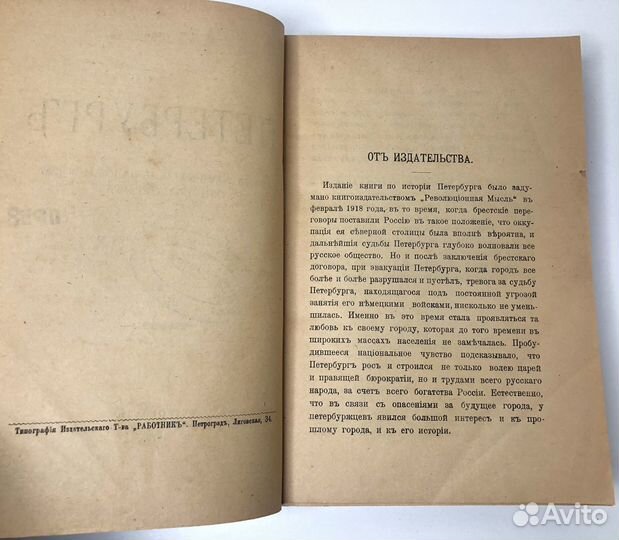 Типографія Издательскаго Т-ва „РАБОТНИКЪ“. Петроградъ, Лиговская, 34.
ОТЪ ИЗДАТЕЛЬСТВА.
Изданіе книги по исторіи Петербурга было заду-
мано книгоиздательствомъ „Революціонная Мысль“ въ
февралѣ 1918 года, въ то время, когда брестскіе пере-
говоры поставили Россію въ такое положеніе, что окку-
пація ея сѣверной столицы была вполнѣ вѣроятна, и
дальнѣйшія судьбы Петербурга глубоко волновали все
русское общество. Но и послѣ заключенія брестскаго
договора, при эвакуаціи Петербурга, когда городъ все
болѣе и болѣе разрушался и пустѣлъ, тревога за судьбу
Петербурга, находящагося подъ постоянной угрозой
занятія его нѣмецкими войсками, нисколько не умень-
шилась. Именно въ это время стала проявляться та
любовь къ своему городу, которая до того времени въ
широкихъ массахъ населенія не замѣчалась. Пробу-
дившееся національное чувство подсказывало, что
Петербургъ росъ и строился не только волею царей
и правящей бюрократіи, но и трудами всего русскаго
народа, за счетъ всего богатства Россіи. Естественно,
что въ связи съ опасеніями за будущее города, у
петербуржцевъ явился большой интересъ и къ про-
шлому города, и къ его исторіи.
Avito